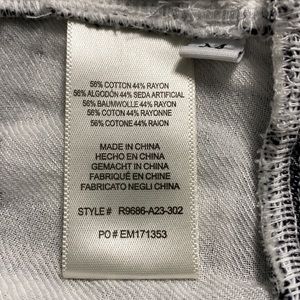 56% COTTON 44% RAYON
56% ALGODÓN 44% SEDA ARTIFICIAL
56% BAUMWOLLE 44% RAYON
56% COTON 44% RAYONNE
56% COTONE 44% RAION
MADE IN CHINA
HECHO EN CHINA
GEMACHT IN CHINA
FABRIQUÉ EN CHINE
FABRICATO NEGLI CHINA
STYLE # R9686-A23-302
PO # EM171353